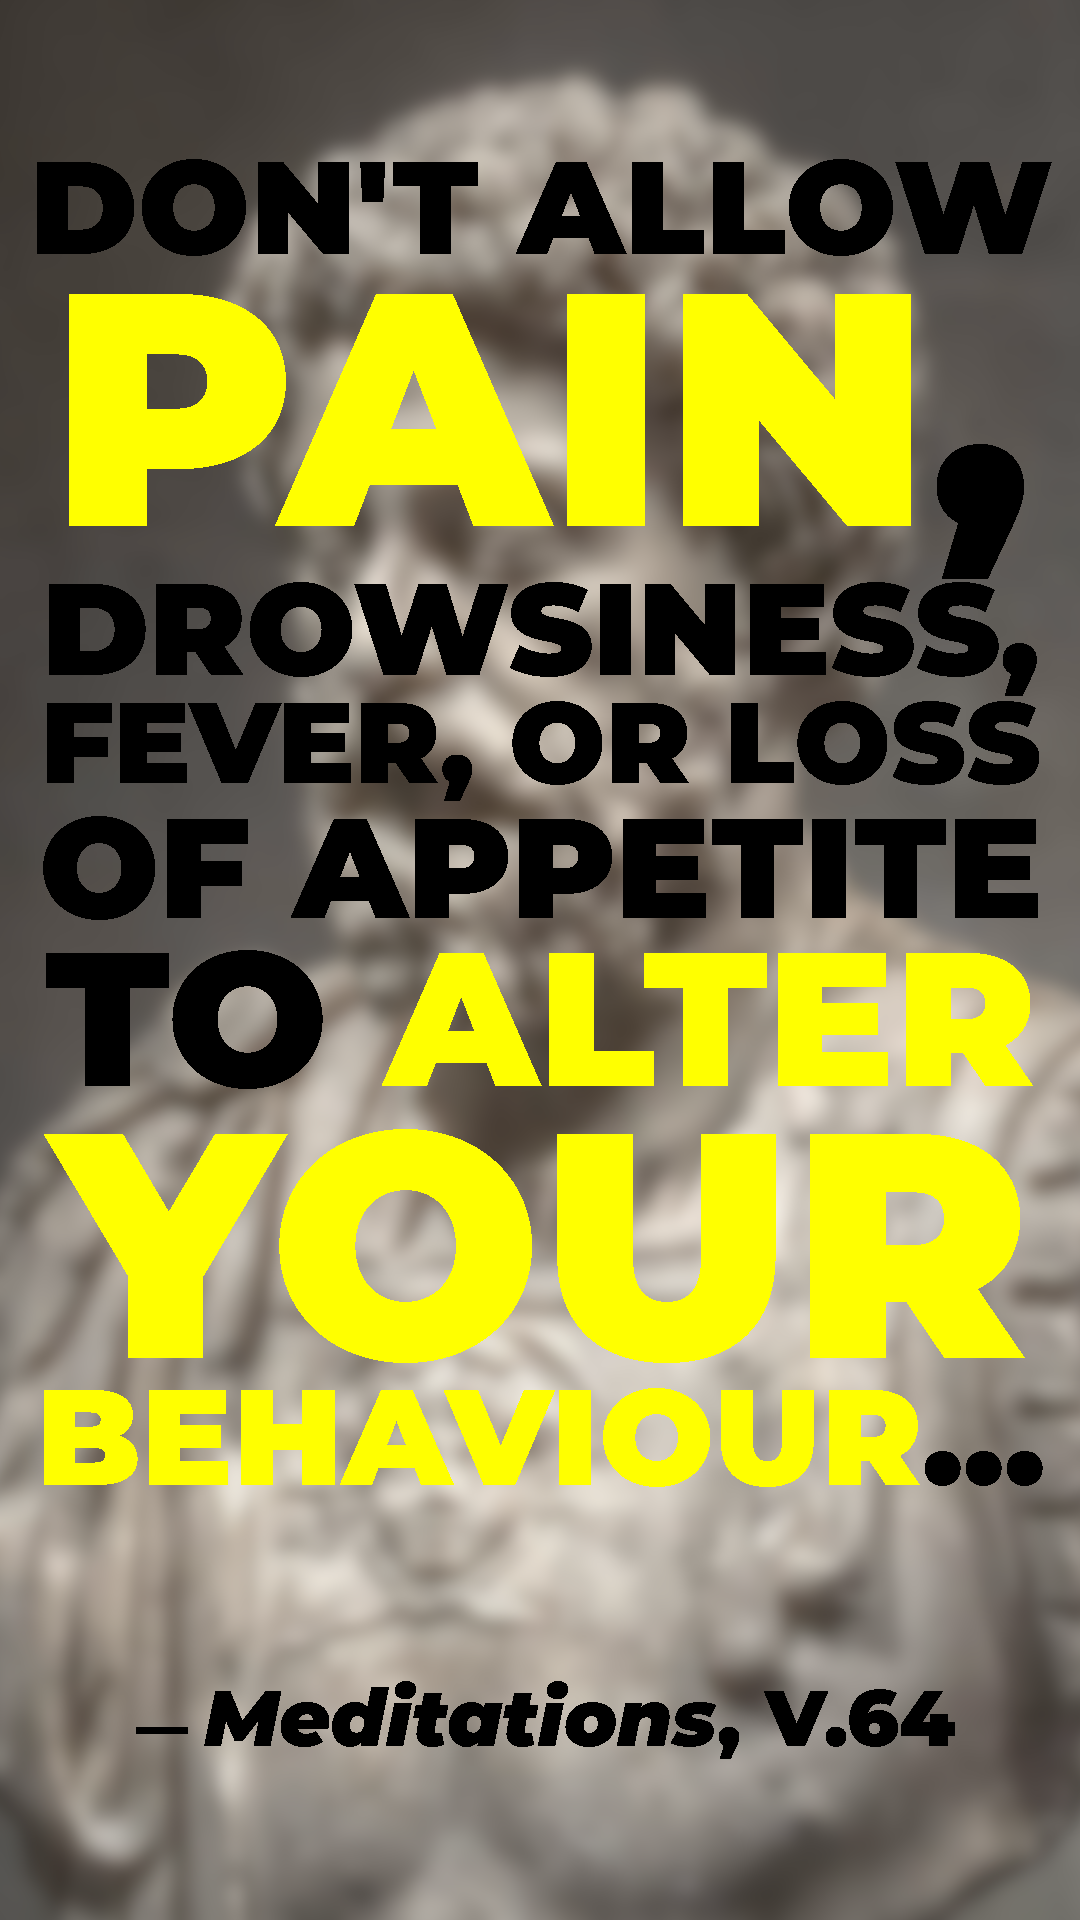 DON'T ALLOW
PAIN,
DROWSINESS,
FEVER, OR LOSS
OF APPETITE
TO ALTER
YOUR
BEHAVIOUR...
— Meditations, V.64